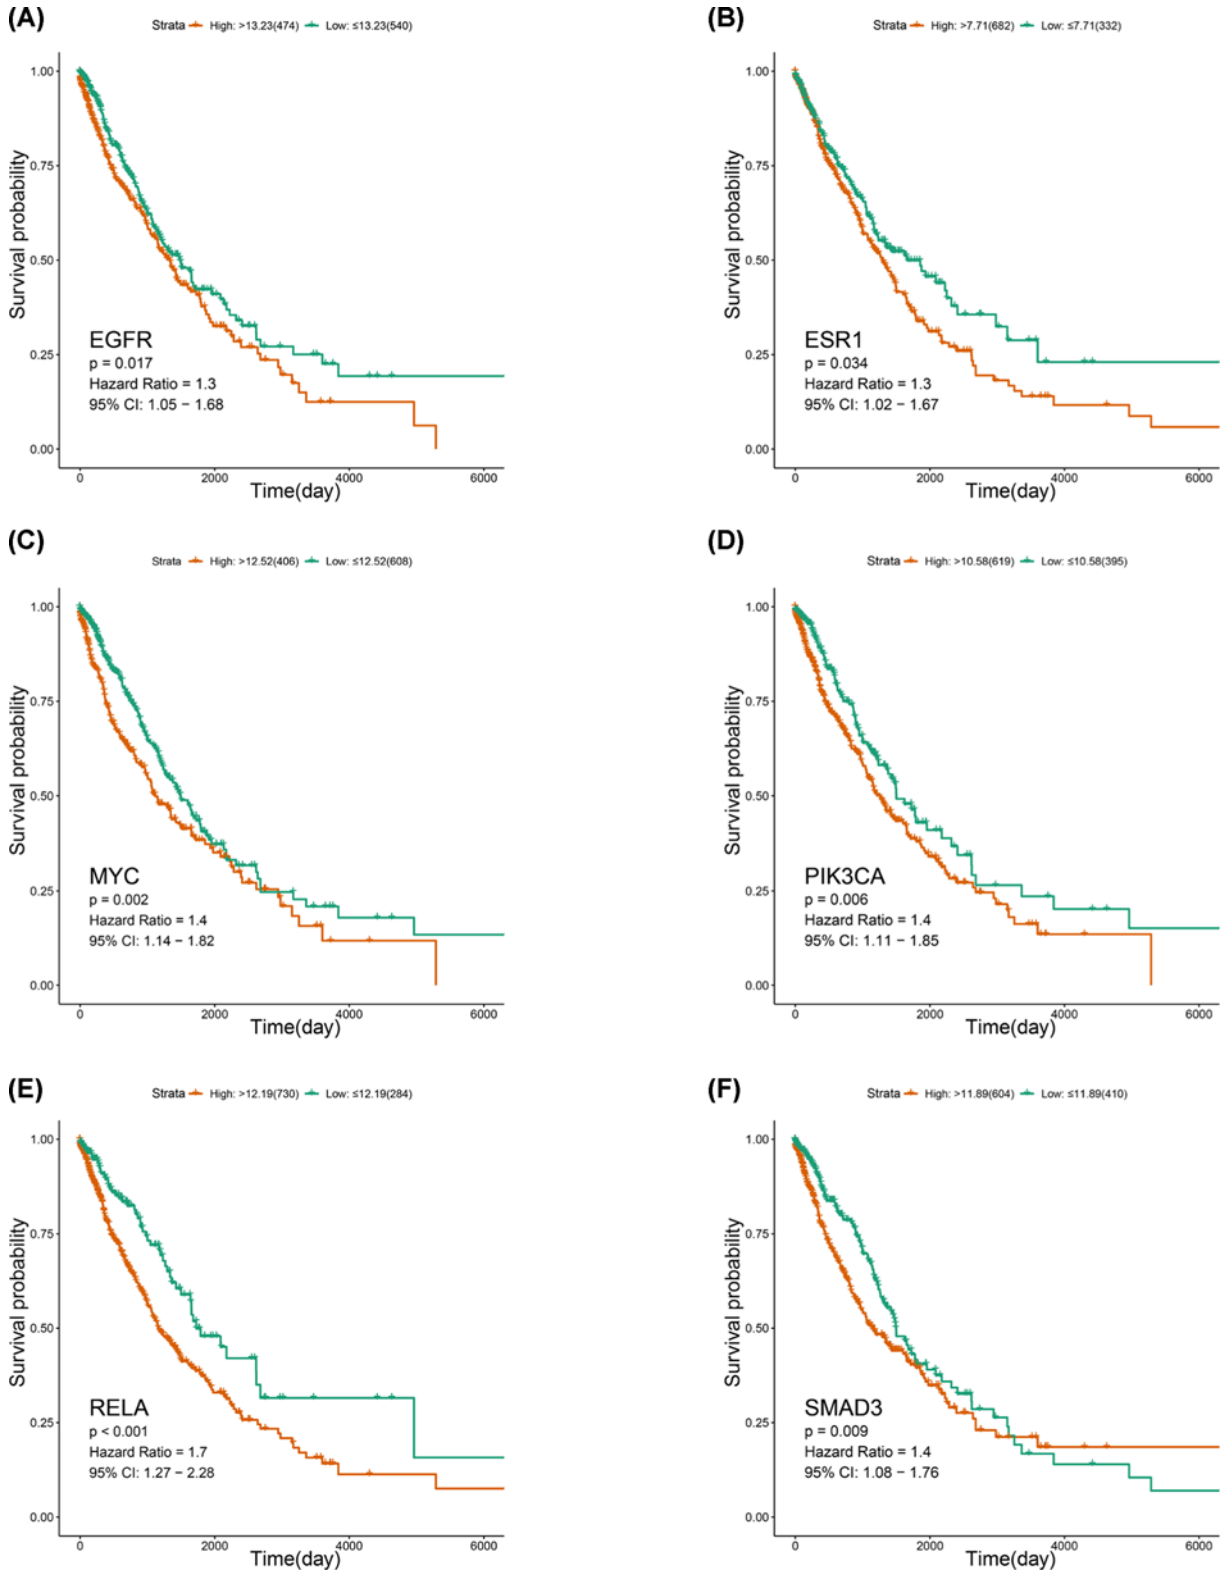 (A)
Strata High: >13.23(474) Low: ≤13.23(540)
1.00
0.75
0.50
0.25
0.00
Survival probability
EGFR
p = 0.017
Hazard Ratio = 1.3
95% CI: 1.05 − 1.68
0 2000 4000 6000
Time(day)
(B)
Strata High: >7.71(682) Low: ≤7.71(332)
1.00
0.75
0.50
0.25
0.00
Survival probability
ESR1
p = 0.034
Hazard Ratio = 1.3
95% CI: 1.02 − 1.67
0 2000 4000 6000
Time(day)
(C)
Strata High: >12.52(406) Low: ≤12.52(608)
1.00
0.75
0.50
0.25
0.00
Survival probability
MYC
p = 0.002
Hazard Ratio = 1.4
95% CI: 1.14 − 1.82
0 2000 4000 6000
Time(day)
(D)
Strata High: >10.58(619) Low: ≤10.58(395)
1.00
0.75
0.50
0.25
0.00
Survival probability
PIK3CA
p = 0.006
Hazard Ratio = 1.4
95% CI: 1.11 − 1.85
0 2000 4000 6000
Time(day)
(E)
Strata High: >12.19(730) Low: ≤12.19(284)
1.00
0.75
0.50
0.25
0.00
Survival probability
RELA
p < 0.001
Hazard Ratio = 1.7
95% CI: 1.27 − 2.28
0 2000 4000 6000
Time(day)
(F)
Strata High: >11.89(604) Low: ≤11.89(410)
1.00
0.75
0.50
0.25
0.00
Survival probability
SMAD3
p = 0.009
Hazard Ratio = 1.4
95% CI: 1.08 − 1.76
0 2000 4000 6000
Time(day)